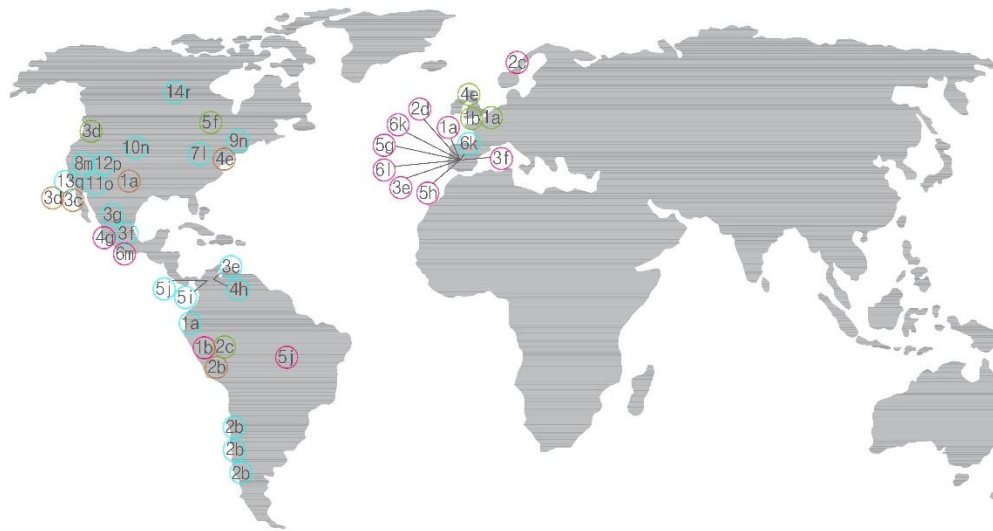 2c
14r
4e
2d
5f
1b
1a
6k
1a
3d
9n
5g
6k
10n
7l
4e
3f
8m
12p
6l
13q
11o
1a
3e
5h
3d
3c
3g
3f
4g
6m
3e
5j
5i
4h
1a
1b
2c
5j
2b
2b
2b
2b